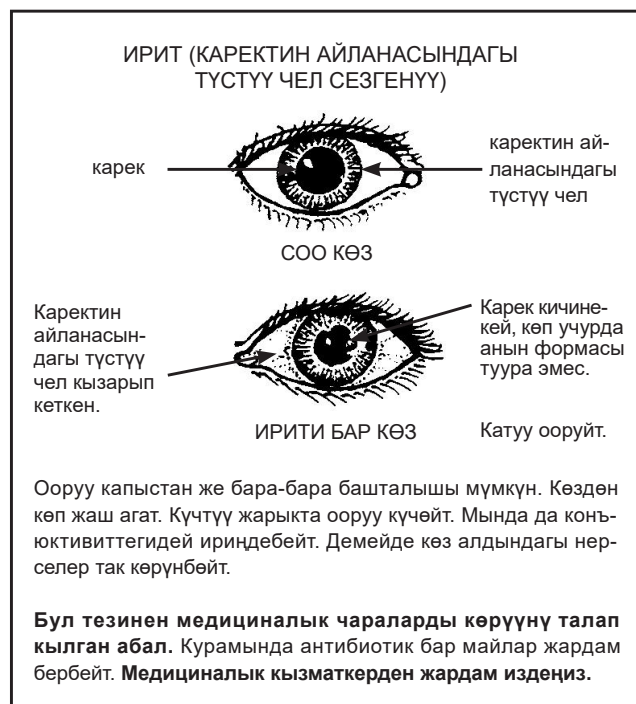 ИРИТ (КАРЕКТИН АЙЛАНАСЫНДАГЫ
ТҮСТҮҮ ЧЕЛ СЕЗГЕНҮҮ)
карек
каректин ай-
ланасындагы
түстүү чел
СОО КӨЗ
Каректин
айланасын-
дагы түстүү
чел кызарып
кеткен.
Карек кичине-
кей, көп учурда
анын формасы
туура эмес.
ИРИТИ БАР КӨЗ
Катуу ооруйт.
Ооруу капыстан же бара-бара башталышы мүмкүн. Көздөн
көп жаш агат. Күчтүү жарыкта ооруу күчөйт. Мында да конъ-
юктивиттегидей ириңдебейт. Демейде көз алдындагы нер-
селер так көрүнбөйт.
Бул тезинен медициналык чараларды көрүүнү талап
кылган абал. Курамында антибиотик бар майлар жардам
бербейт. Медициналык кызматкерден жардам издеңиз.